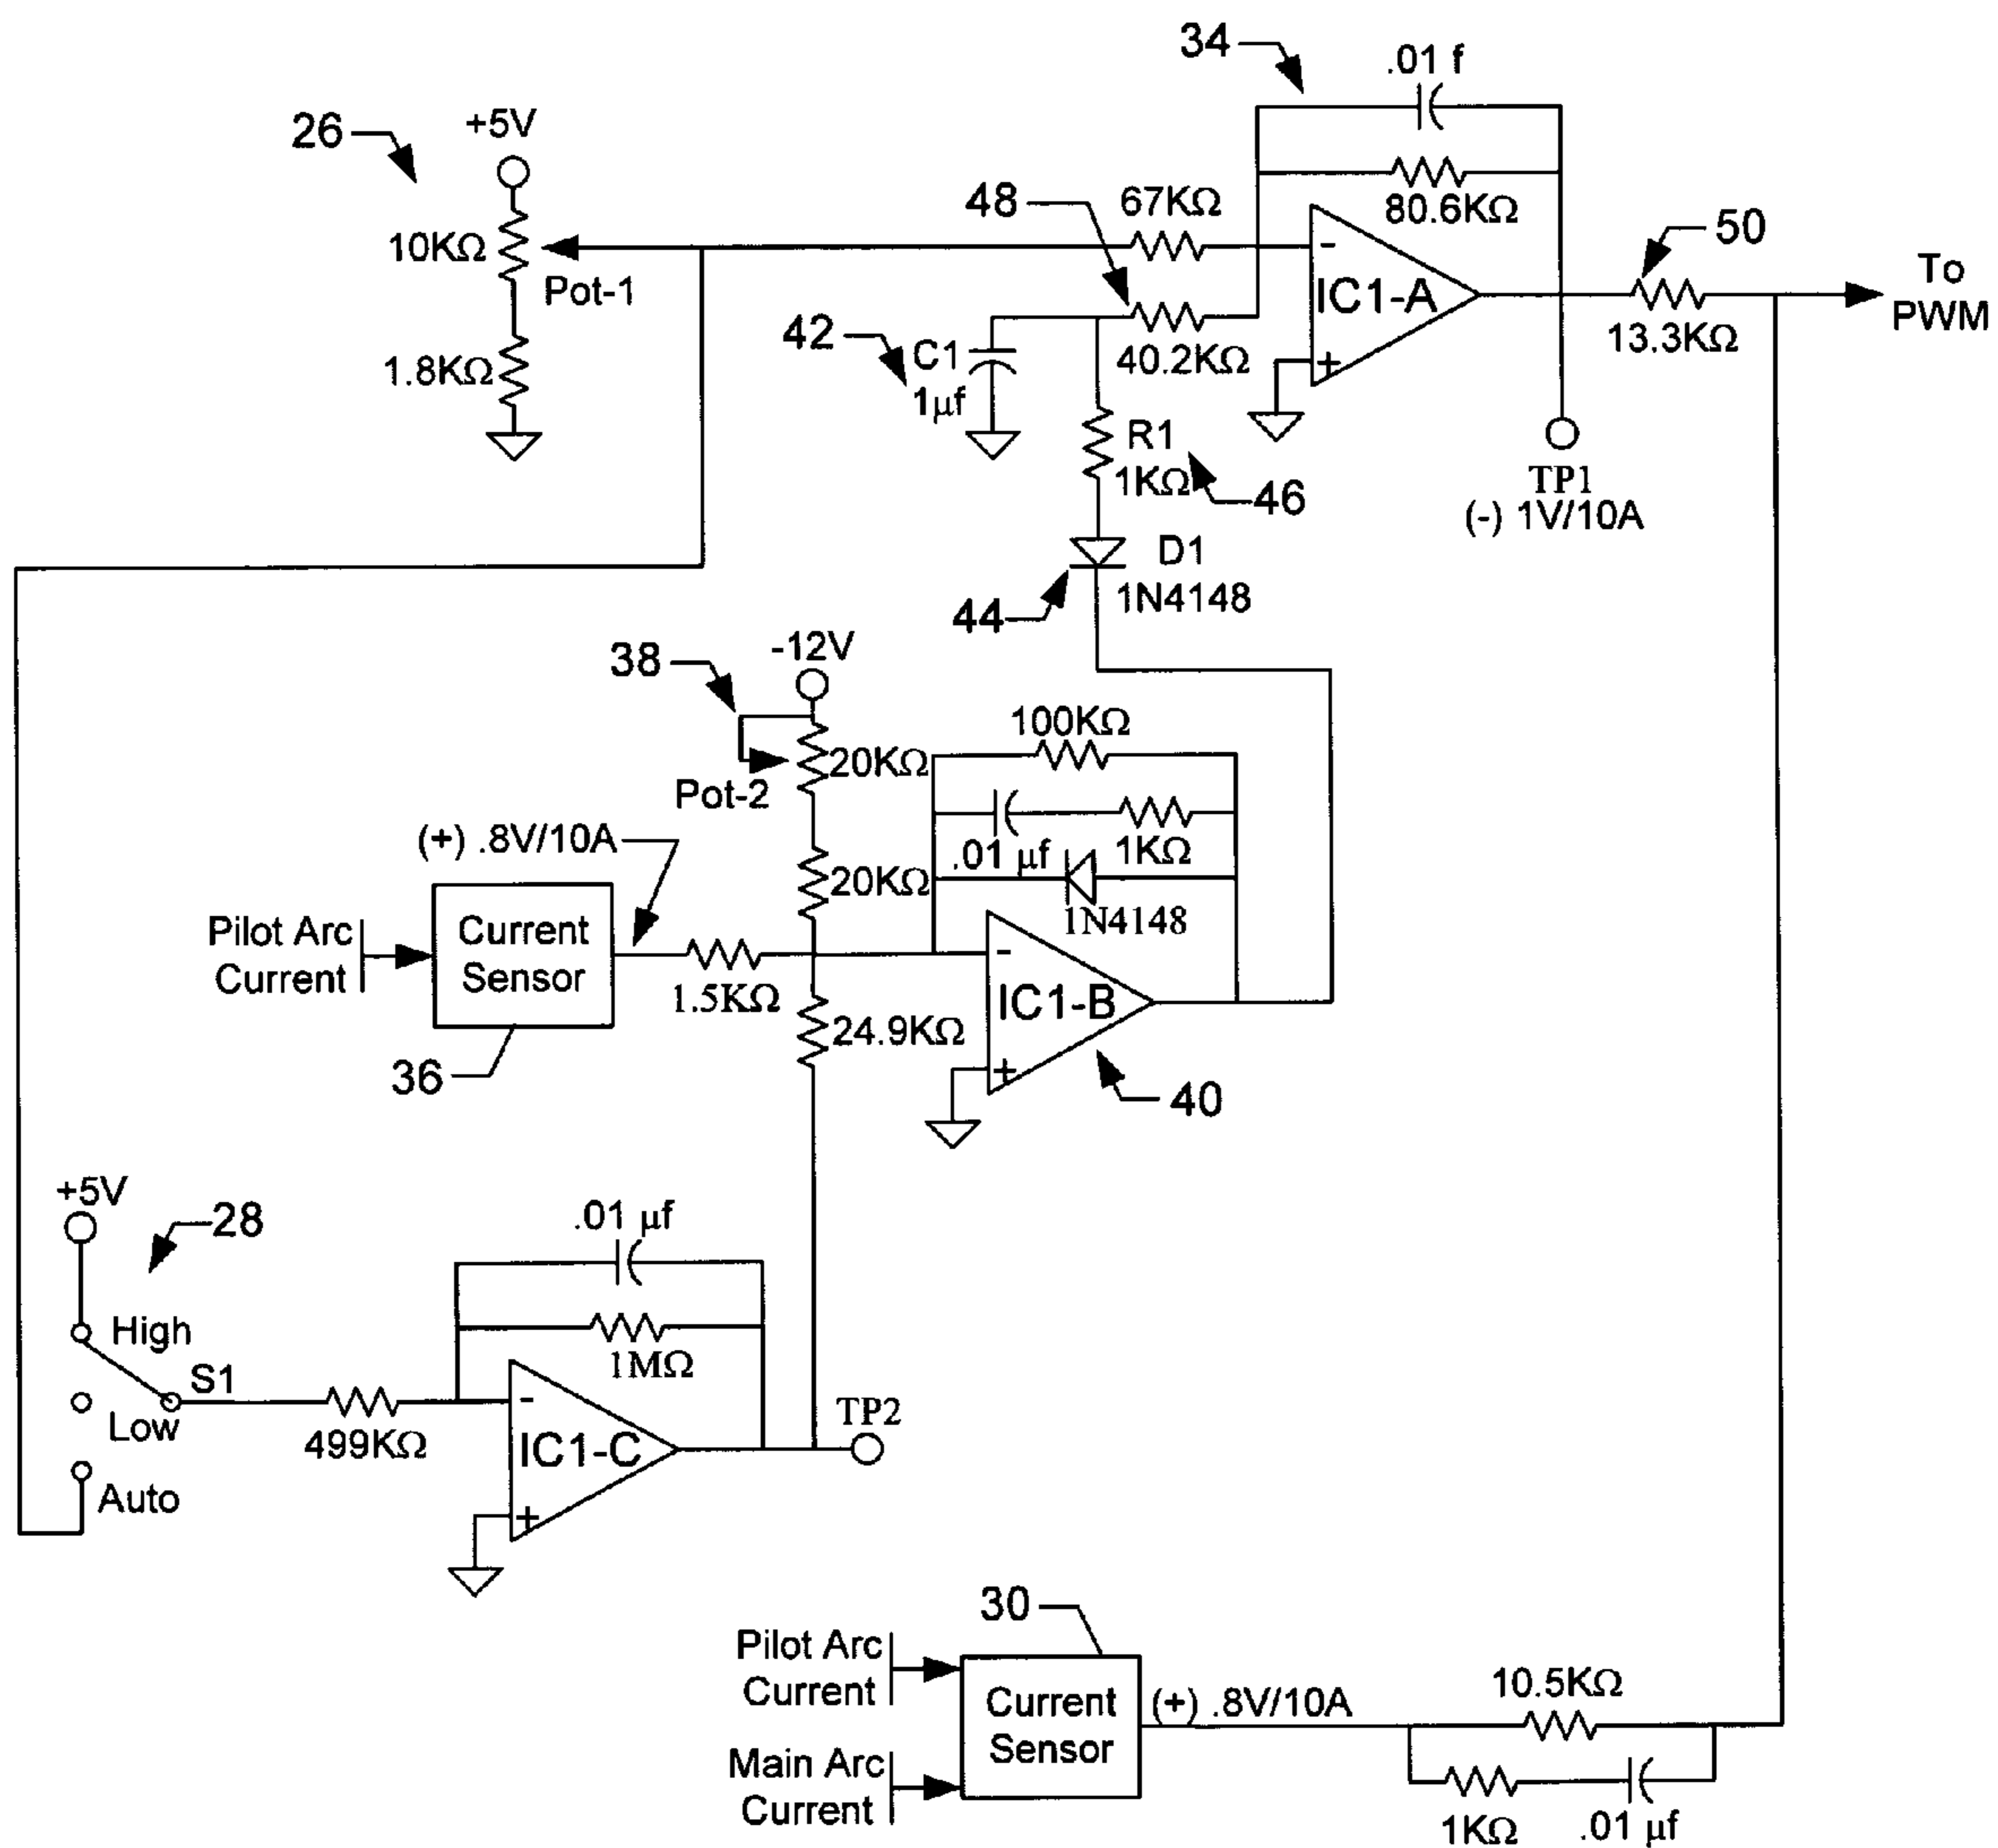 34
.01 f
26
+5V
48
67KΩ
80.6KΩ
50
10KΩ
Pot-1
-
IC1-A
+
To
PWM
13.3KΩ
42
C1
1μf
40.2KΩ
1.8KΩ
R1
1KΩ
46
TP1
(-) 1V/10A
D1
1N4148
44
38
-12V
20KΩ
Pot-2
100KΩ
(+) .8V/10A
.01 μf
1KΩ
20KΩ
1N4148
Pilot Arc
Current
Current
Sensor
1.5KΩ
-
IC1-B
+
24.9KΩ
36
40
+5V
28
.01 μf
High
S1
Low
Auto
1MΩ
499KΩ
-
IC1-C
+
TP2
30
Pilot Arc
Current
Main Arc
Current
Current
Sensor
(+) .8V/10A
10.5KΩ
1KΩ
.01 μf